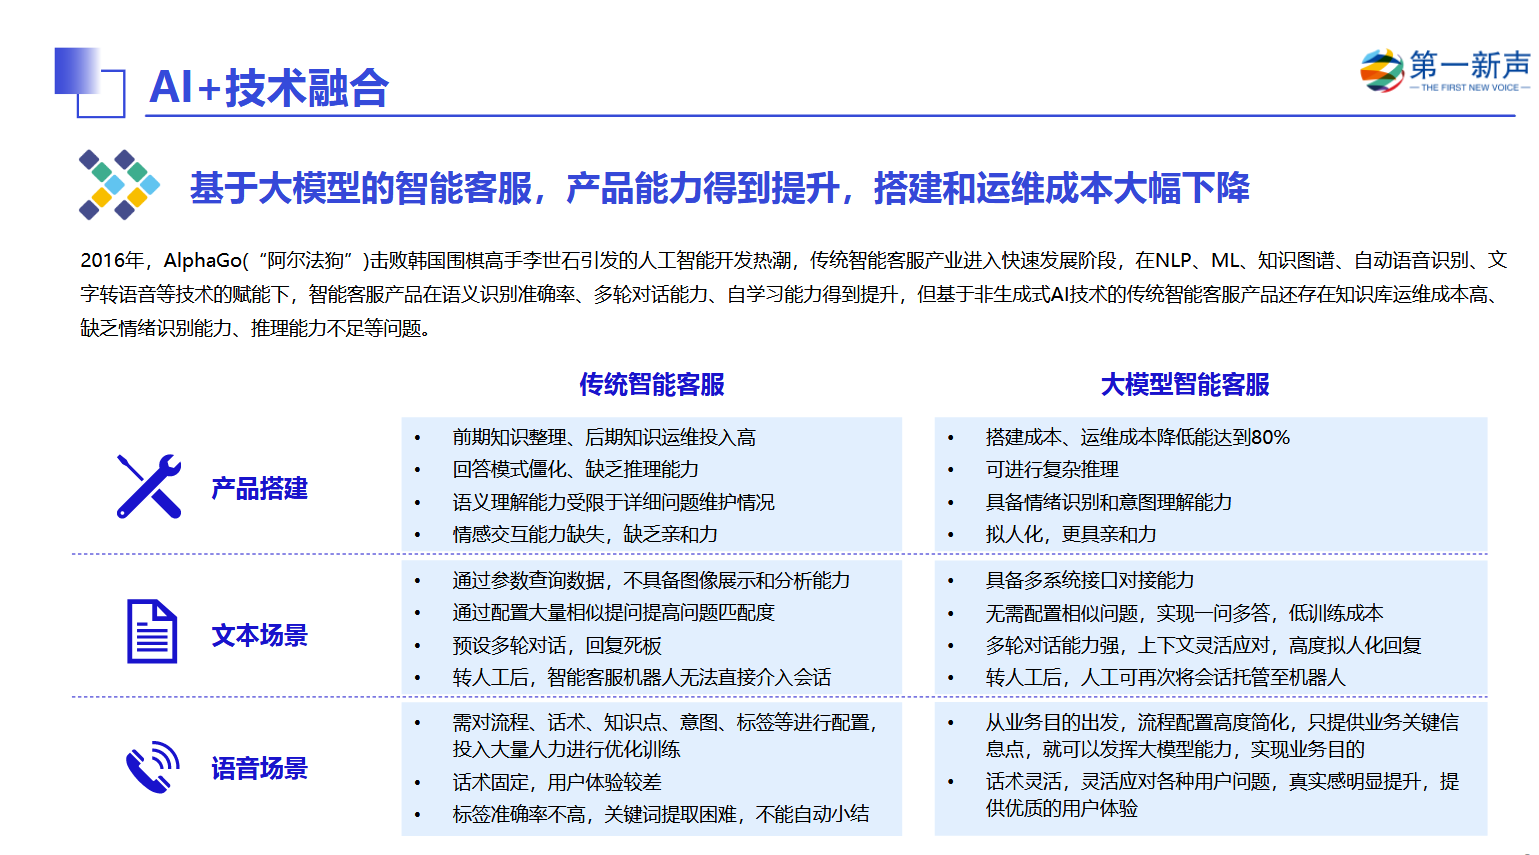 AI+技术融合
第一新声
THE FIRST NEW VOICE
基于大模型的智能客服，产品能力得到提升，搭建和运维成本大幅下降
2016年，AlphaGo(“阿尔法狗”)击败韩国围棋高手李世石引发的人工智能开发热潮，传统智能客服产业进入快速发展阶段，在NLP、ML、知识图谱、自动语音识别、文
字转语音等技术的赋能下，智能客服产品在语义识别准确率、多轮对话能力、自学习能力得到提升，但基于非生成式AI技术的传统智能客服产品还存在知识库运维成本高、
缺乏情绪识别能力、推理能力不足等问题。
传统智能客服
大模型智能客服
产品搭建
• 前期知识整理、后期知识运维投入高
• 回答模式僵化、缺乏推理能力
• 语义理解能力受限于详细问题维护情况
• 情感交互能力缺失，缺乏亲和力
• 搭建成本、运维成本降低能达到80%
• 可进行复杂推理
• 具备情绪识别和意图理解能力
• 拟人化，更具亲和力
文本场景
• 通过参数查询数据，不具备图像展示和分析能力
• 通过配置大量相似提问提高问题匹配度
• 预设多轮对话，回复死板
• 转人工后，智能客服机器人无法直接介入会话
• 具备多系统接口对接能力
• 无需配置相似问题，实现一问多答，低训练成本
• 多轮对话能力强，上下文灵活应对，高度拟人化回复
• 转人工后，人工可再次将会话托管至机器人
语音场景
• 需对流程、话术、知识点、意图、标签等进行配置，
投入大量人力进行优化训练
• 话术固定，用户体验较差
• 标签准确率不高，关键词提取困难，不能自动小结
• 从业务目的出发，流程配置高度简化，只提供业务关键信
息点，就可以发挥大模型能力，实现业务目的
• 话术灵活，灵活应对各种用户问题，真实感明显提升，提
供优质的用户体验